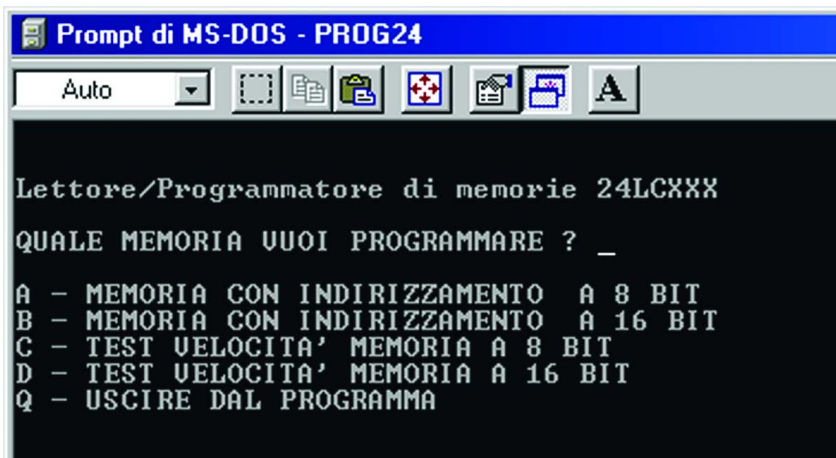 Prompt di MS-DOS - PROG24
Auto
A
Lettore/Programmatore di memorie 24LCXXX
QUALE MEMORIA VUOI PROGRAMMARE ? _
A - MEMORIA CON INDIRIZZAMENTO A 8 BIT
B - MEMORIA CON INDIRIZZAMENTO A 16 BIT
C - TEST VELOCITA' MEMORIA A 8 BIT
D - TEST VELOCITA' MEMORIA A 16 BIT
Q - USCIRE DAL PROGRAMMA